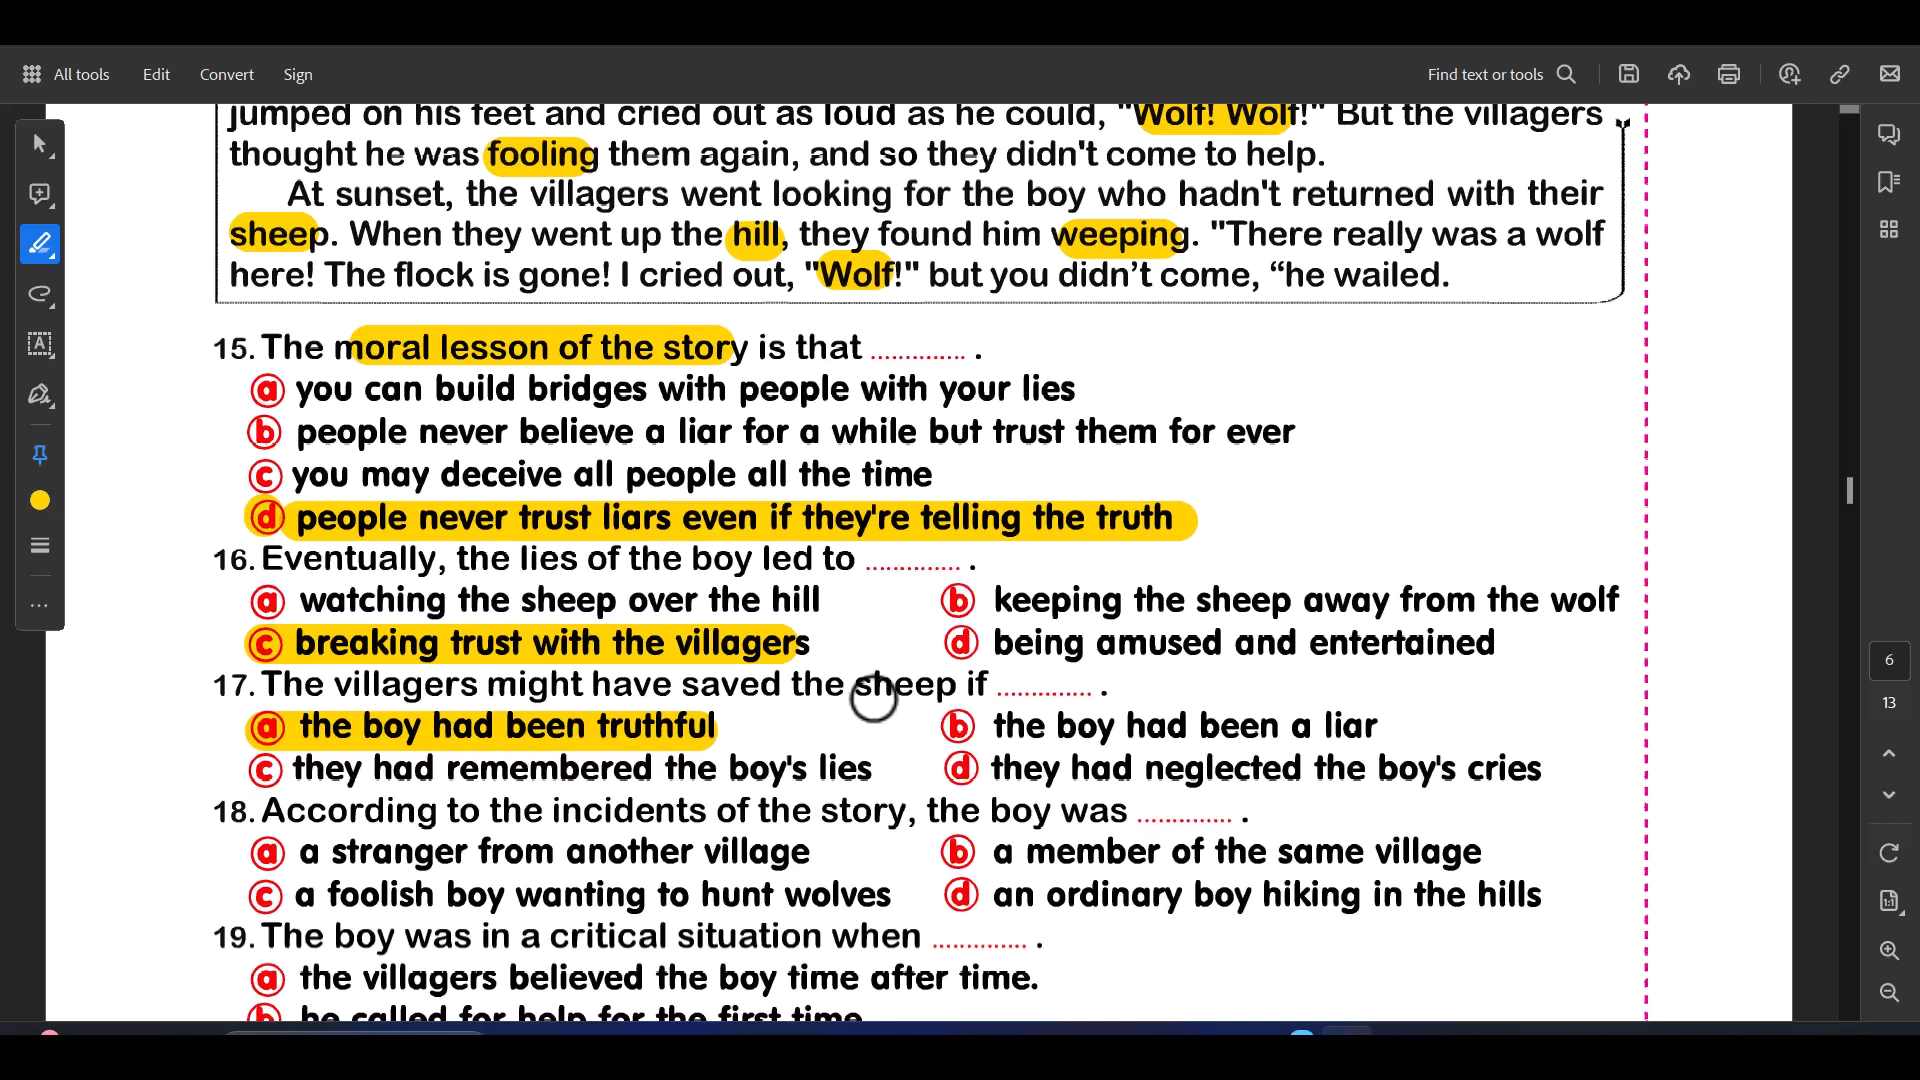 All tools Edit Convert Sign Find text or tools
jumped on his feet and cried out as loud as he could, "Wolf! Wolf!" But the villagers
thought he was fooling them again, and so they didn't come to help.
At sunset, the villagers went looking for the boy who hadn't returned with their
sheep. When they went up the hill, they found him weeping. "There really was a wolf
here! The flock is gone! I cried out, "Wolf!" but you didn’t come, “he wailed.
15. The moral lesson of the story is that .............. .
a you can build bridges with people with your lies
b people never believe a liar for a while but trust them for ever
c you may deceive all people all the time
d people never trust liars even if they're telling the truth
16. Eventually, the lies of the boy led to .............. .
a watching the sheep over the hill b keeping the sheep away from the wolf
c breaking trust with the villagers d being amused and entertained
17. The villagers might have saved the sheep if .............. .
a the boy had been truthful b the boy had been a liar
c they had remembered the boy's lies d they had neglected the boy's cries
18. According to the incidents of the story, the boy was .............. .
a a stranger from another village b a member of the same village
c a foolish boy wanting to hunt wolves d an ordinary boy hiking in the hills
19. The boy was in a critical situation when .............. .
a the villagers believed the boy time after time.
b he called for help for the first time
6
13